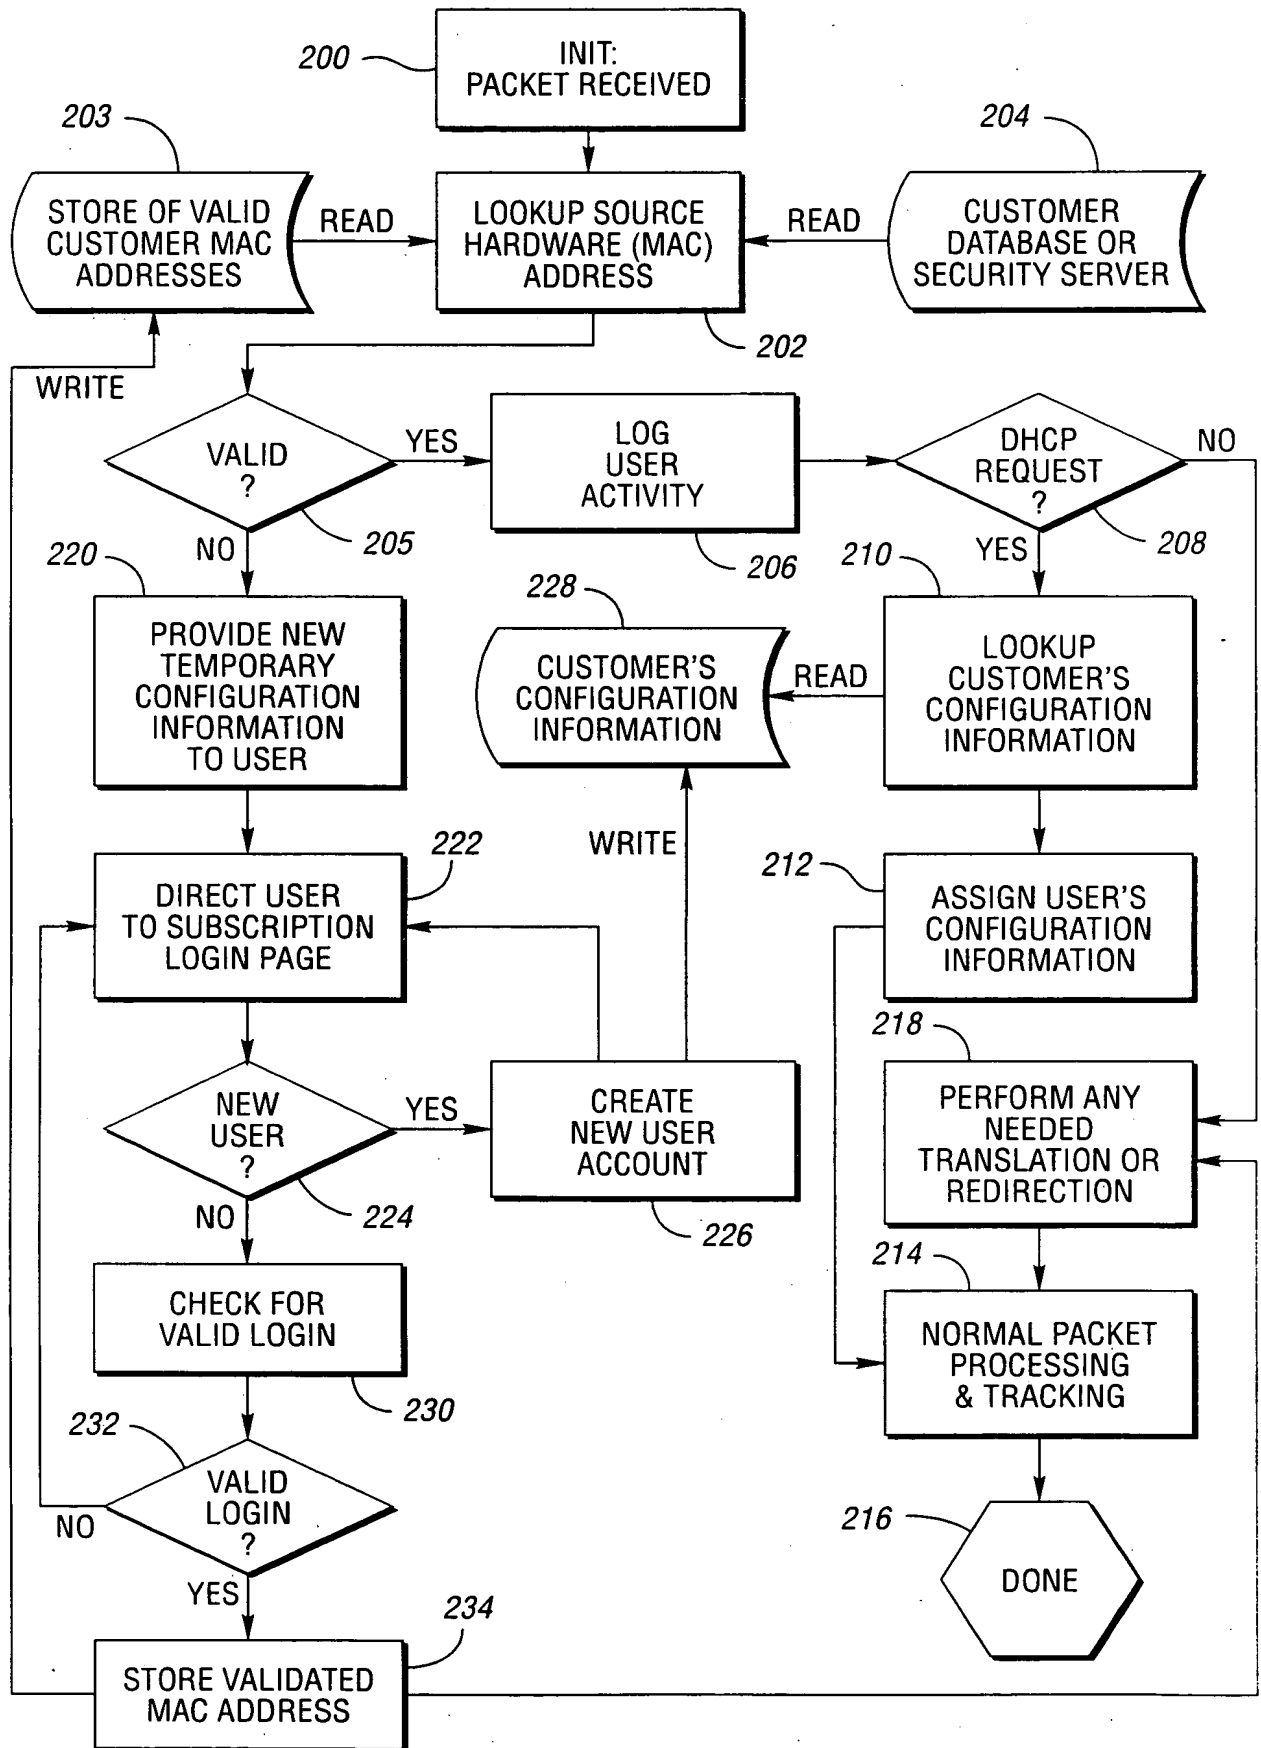 200
INIT:
PACKET RECEIVED
203
204
STORE OF VALID
CUSTOMER MAC
ADDRESSES
READ
LOOKUP SOURCE
HARDWARE (MAC)
ADDRESS
READ
CUSTOMER
DATABASE OR
SECURITY SERVER
202
WRITE
VALID
?
YES
LOG
USER
ACTIVITY
DHCP
REQUEST
?
NO
205
NO
206
YES
208
220
PROVIDE NEW
TEMPORARY
CONFIGURATION
INFORMATION
TO USER
228
CUSTOMER'S
CONFIGURATION
INFORMATION
READ
210
LOOKUP
CUSTOMER'S
CONFIGURATION
INFORMATION
222
DIRECT USER
TO SUBSCRIPTION
LOGIN PAGE
WRITE
212
ASSIGN USER'S
CONFIGURATION
INFORMATION
NEW
USER
?
YES
CREATE
NEW USER
ACCOUNT
218
PERFORM ANY
NEEDED
TRANSLATION OR
REDIRECTION
NO
224
226
CHECK FOR
VALID LOGIN
230
214
NORMAL PACKET
PROCESSING
& TRACKING
232
VALID
LOGIN
?
NO
YES
216
DONE
234
STORE VALIDATED
MAC ADDRESS